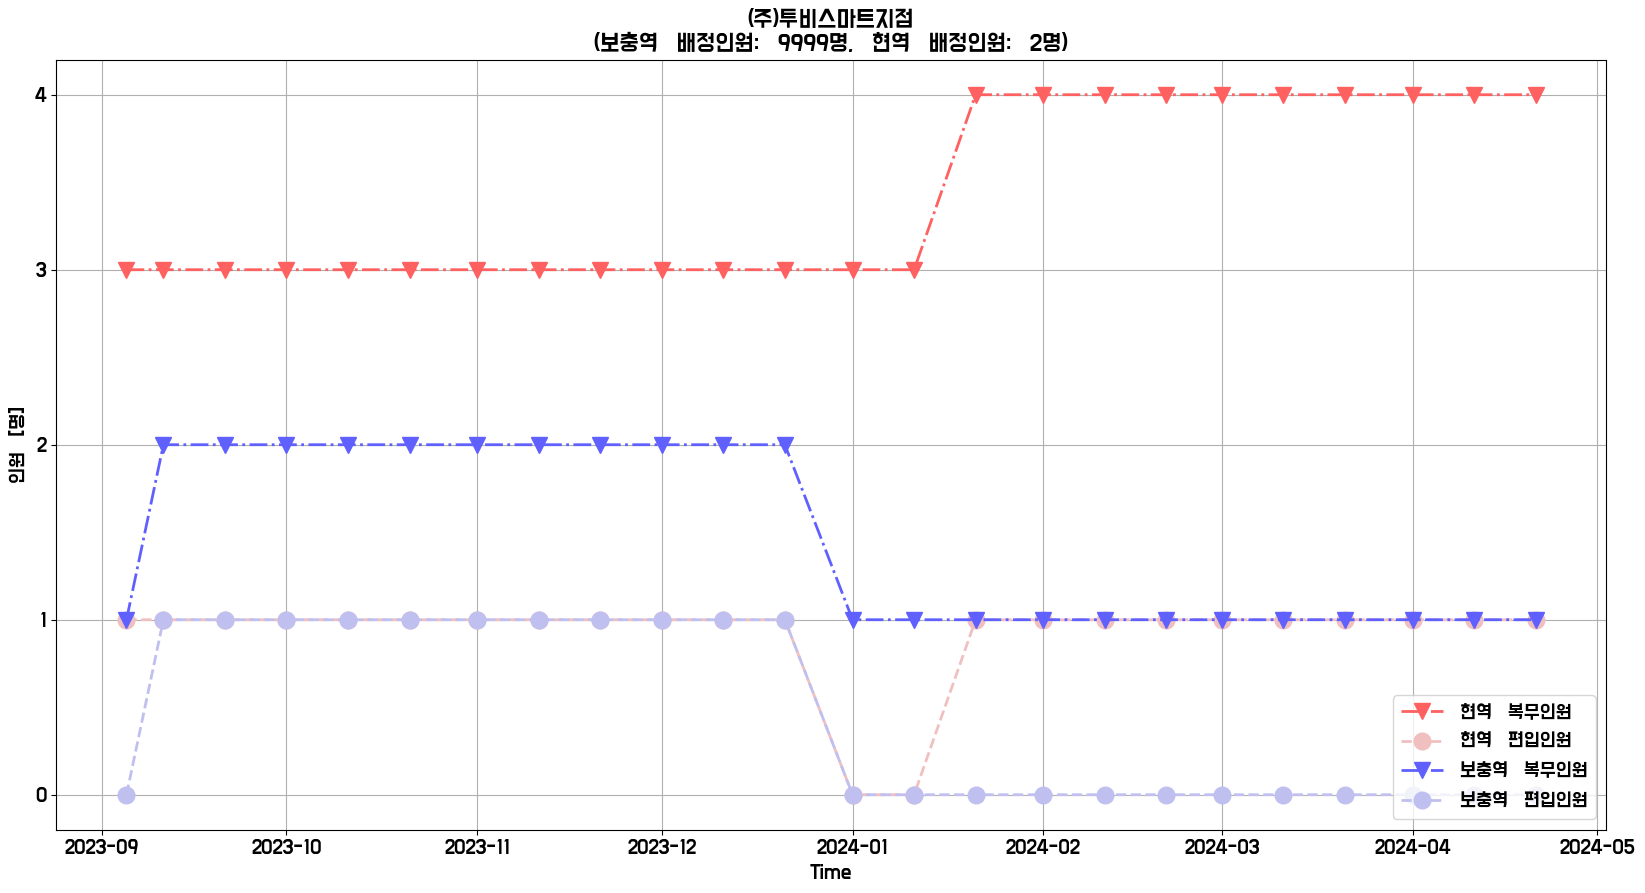 (주)투비스마트지점
(보충역 배정인원: 9999명, 현역 배정인원: 2명)
인원 [명]
4
3
2
1
0
현역 복무인원
현역 편입인원
보충역 복무인원
보충역 편입인원
2023-09 2023-10 2023-11 2023-12 2024-01 2024-02 2024-03 2024-04 2024-05
Time